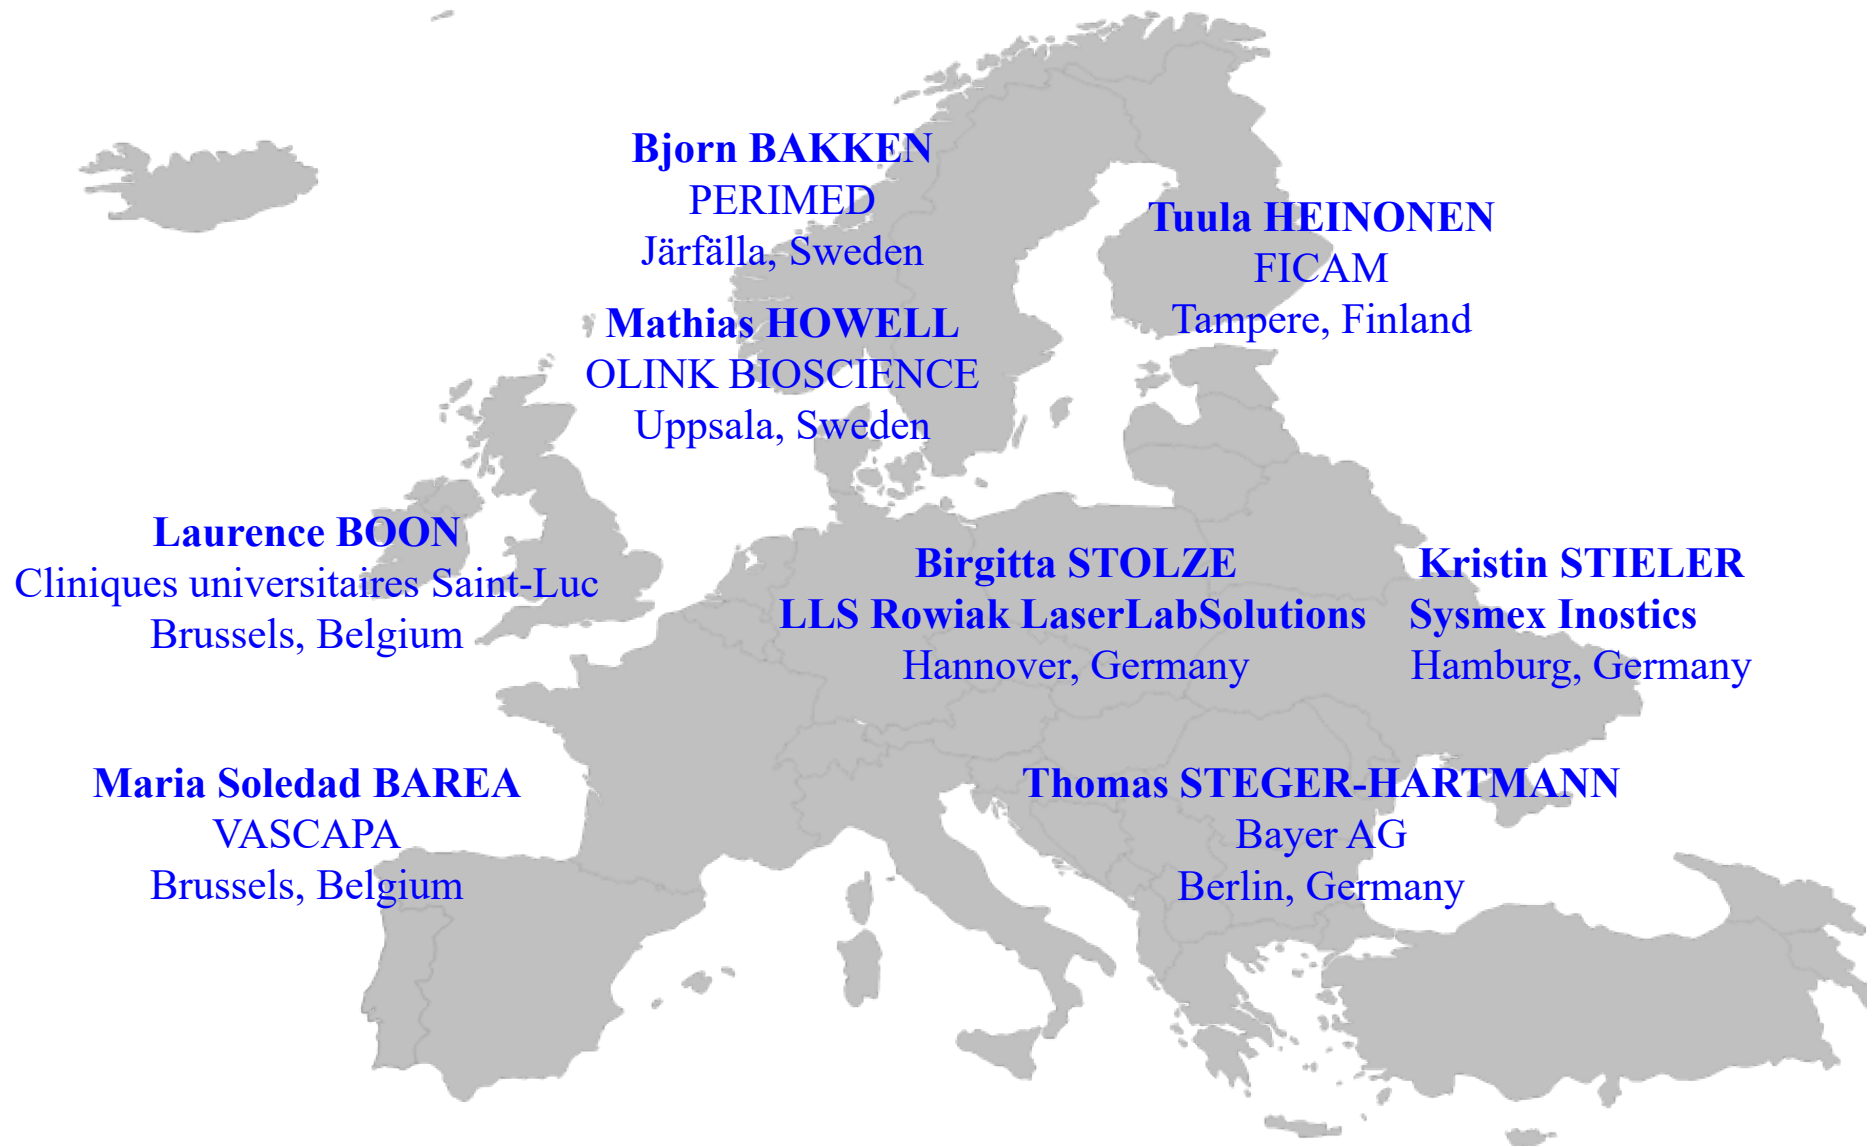 Bjorn BAKKEN
PERIMED
Järfälla, Sweden
Tuula HEINONEN
FICAM
Tampere, Finland
Mathias HOWELL
OLINK BIOSCIENCE
Uppsala, Sweden
Laurence BOON
Cliniques universitaires Saint-Luc
Brussels, Belgium
Birgitta STOLZE
LLS Rowiak LaserLabSolutions
Hannover, Germany
Kristin STIELER
Sysmex Inostics
Hamburg, Germany
Maria Soledad BAREA
VASCAPA
Brussels, Belgium
Thomas STEGER-HARTMANN
Bayer AG
Berlin, Germany